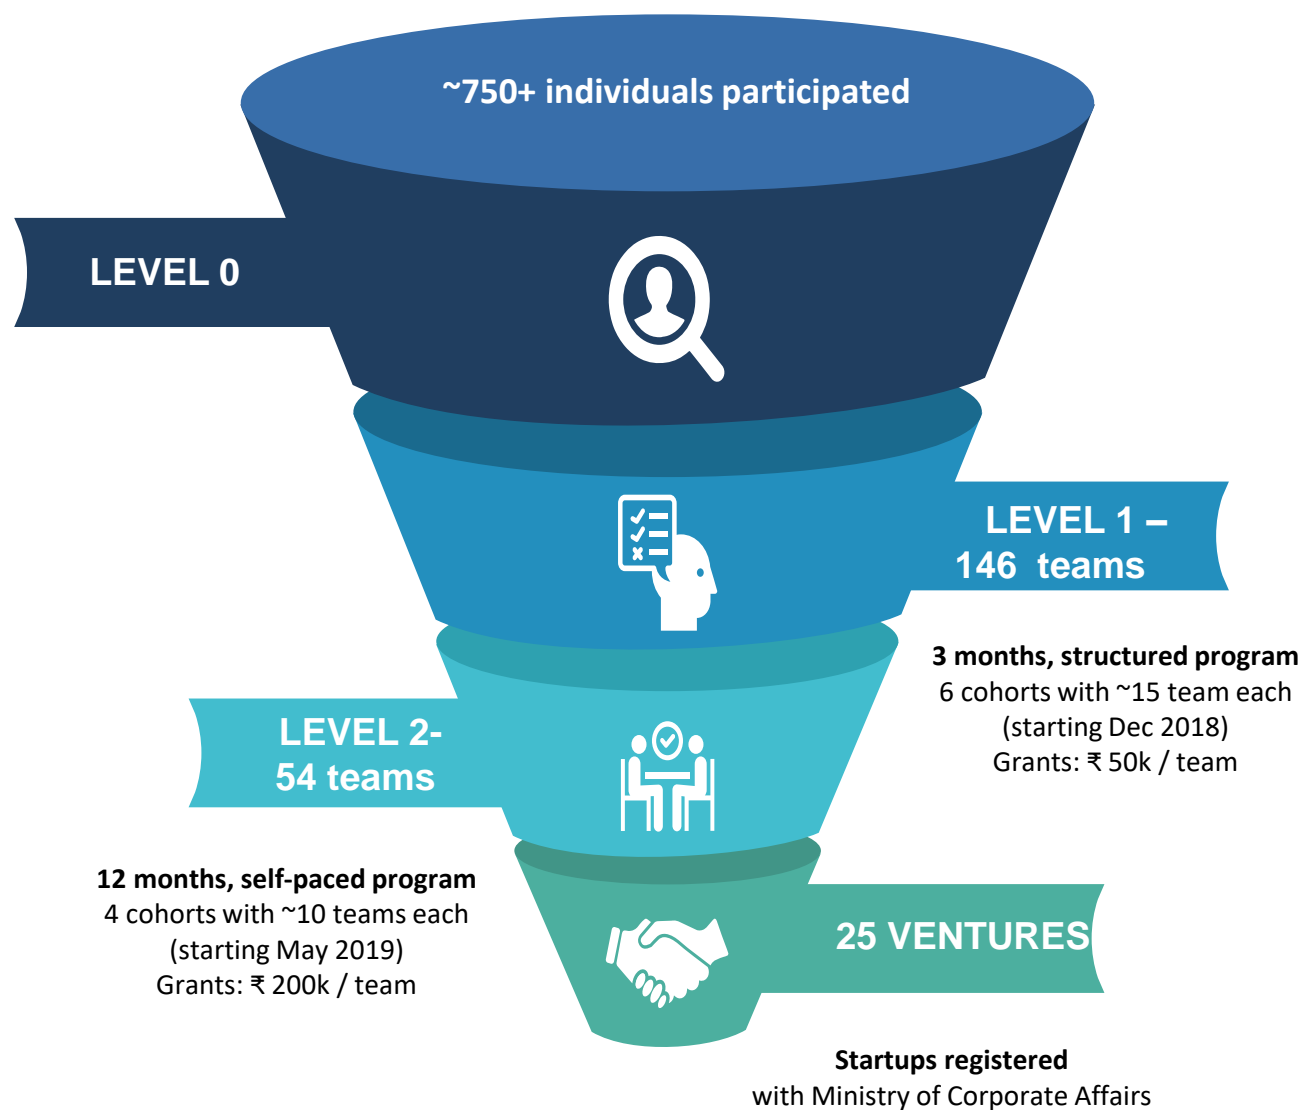 ~750+ individuals participated
LEVEL 0
LEVEL 1 –
146 teams
3 months, structured program
6 cohorts with ~15 team each
(starting Dec 2018)
Grants: ₹ 50k / team
LEVEL 2-
54 teams
12 months, self-paced program
4 cohorts with ~10 teams each
(starting May 2019)
Grants: ₹ 200k / team
25 VENTURES
Startups registered
with Ministry of Corporate Affairs